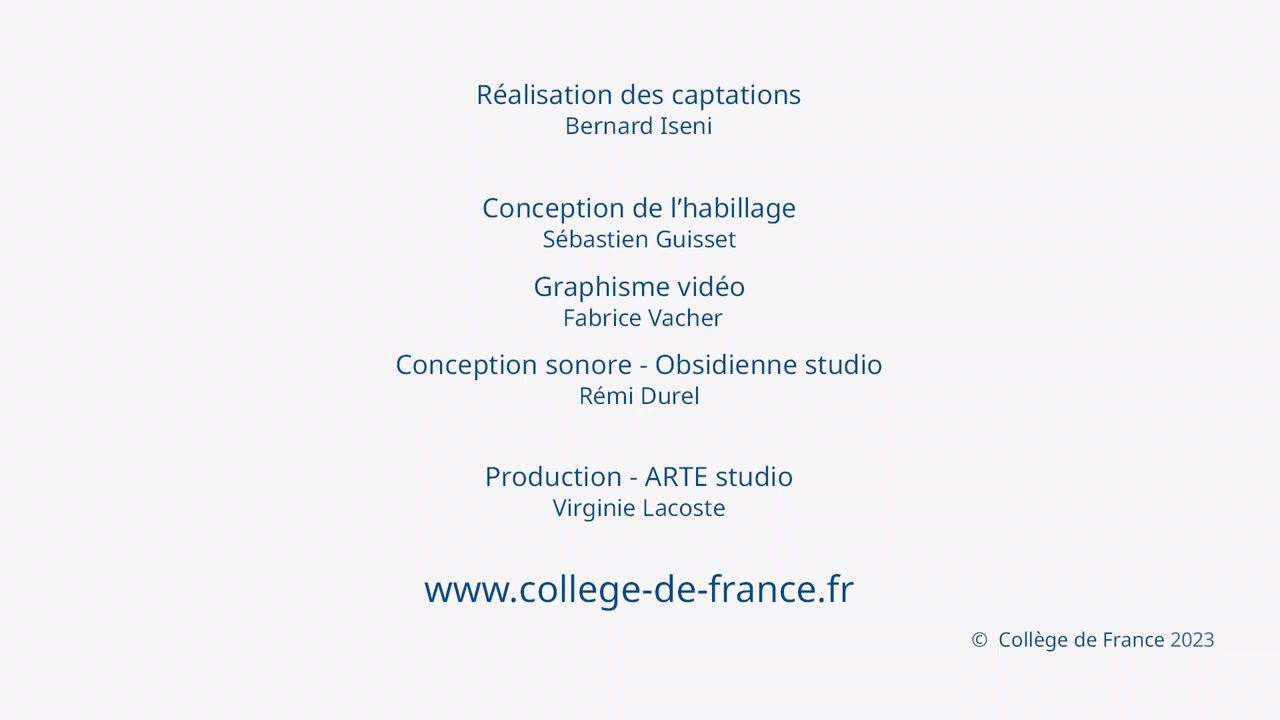 Réalisation des captations
Bernard Iseni
Conception de l’habillage
Sébastien Guisset
Graphisme vidéo
Fabrice Vacher
Conception sonore - Obsidienne studio
Rémi Durel
Production - ARTE studio
Virginie Lacoste
www.college-de-france.fr
© Collège de France 2023